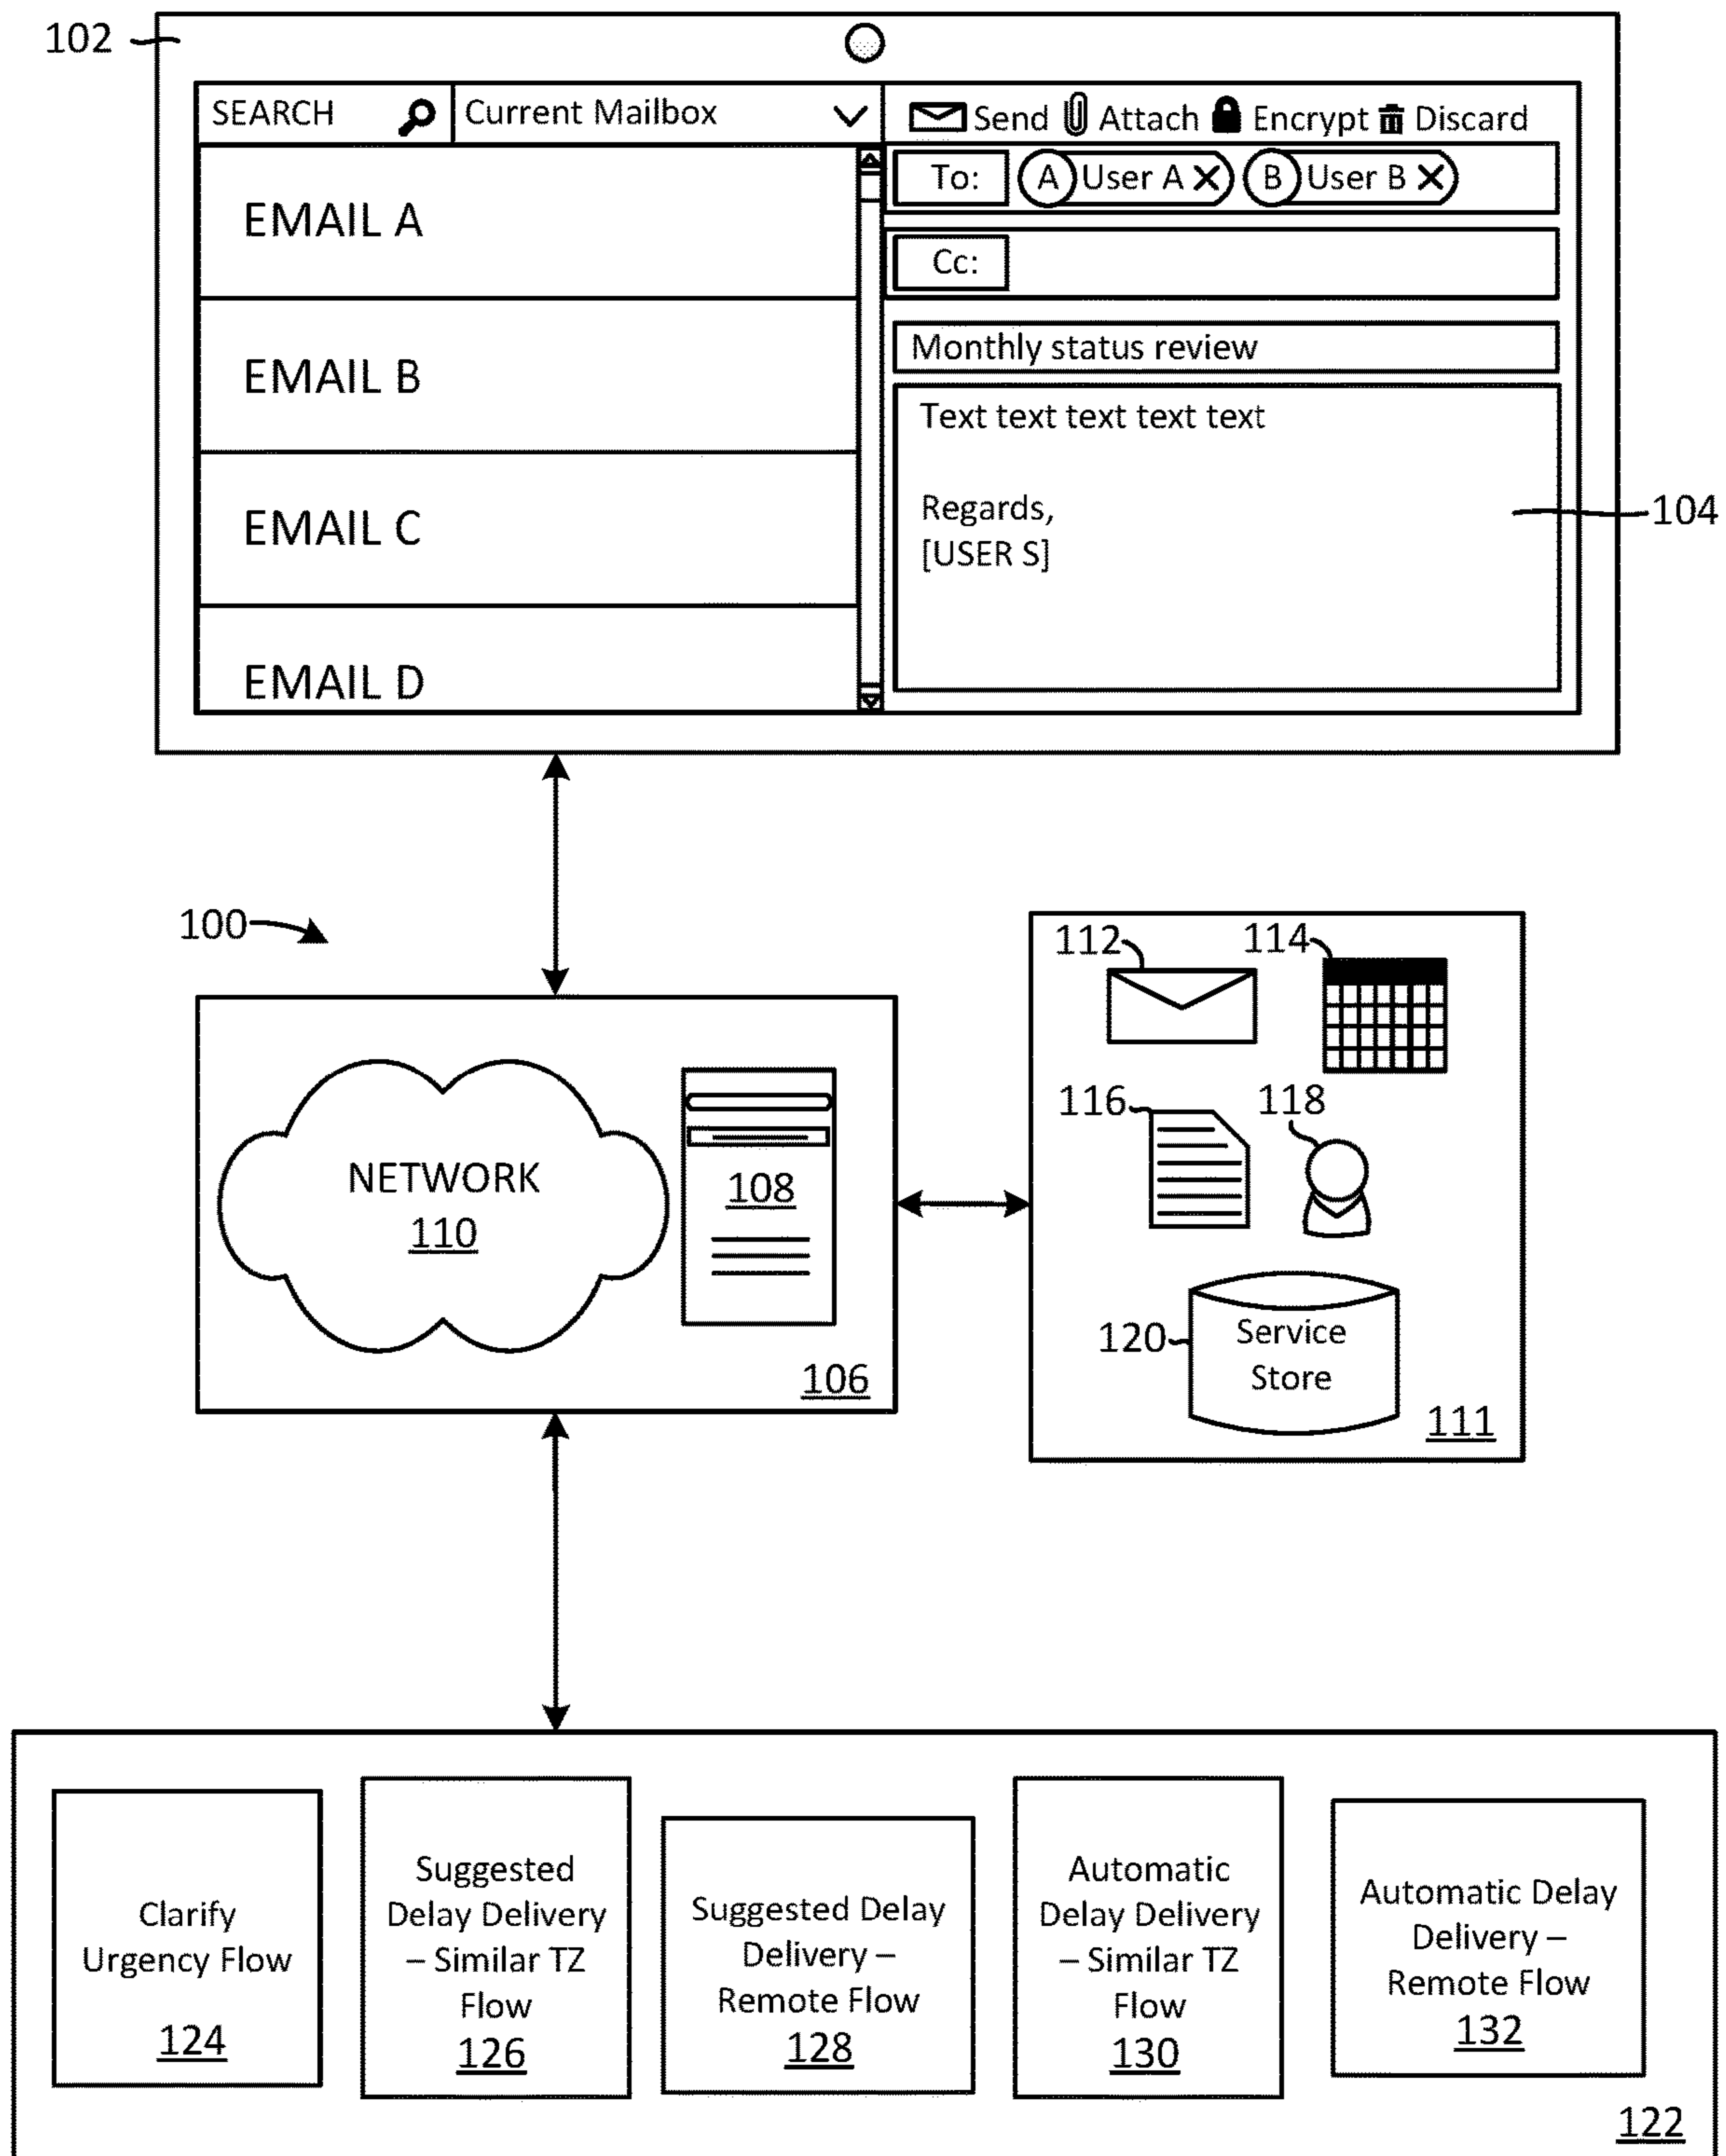 102
SEARCH
Current Mailbox
Send Attach Encrypt Discard
EMAIL A
EMAIL B
EMAIL C
EMAIL D
To: A User A X B User B X
Cc:
Monthly status review
Text text text text text
Regards,
[USER S]
104
100
NETWORK
110
108
106
112
114
116
118
120
Service
Store
111
Clarify
Urgency Flow
124
Suggested
Delay Delivery
– Similar TZ
Flow
126
Suggested Delay
Delivery –
Remote Flow
128
Automatic
Delay Delivery
– Similar TZ
Flow
130
Automatic Delay
Delivery –
Remote Flow
132
122